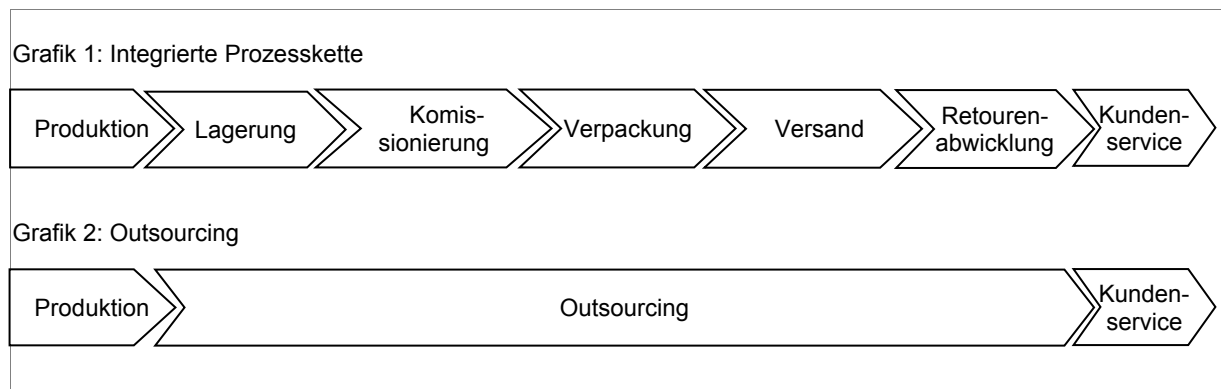 Grafik 1: Integrierte Prozesskette
Produktion
Lagerung
Komis-
sionierung
Verpackung
Versand
Retouren-
abwicklung
Kunden-
service
Grafik 2: Outsourcing
Produktion
Outsourcing
Kunden-
service